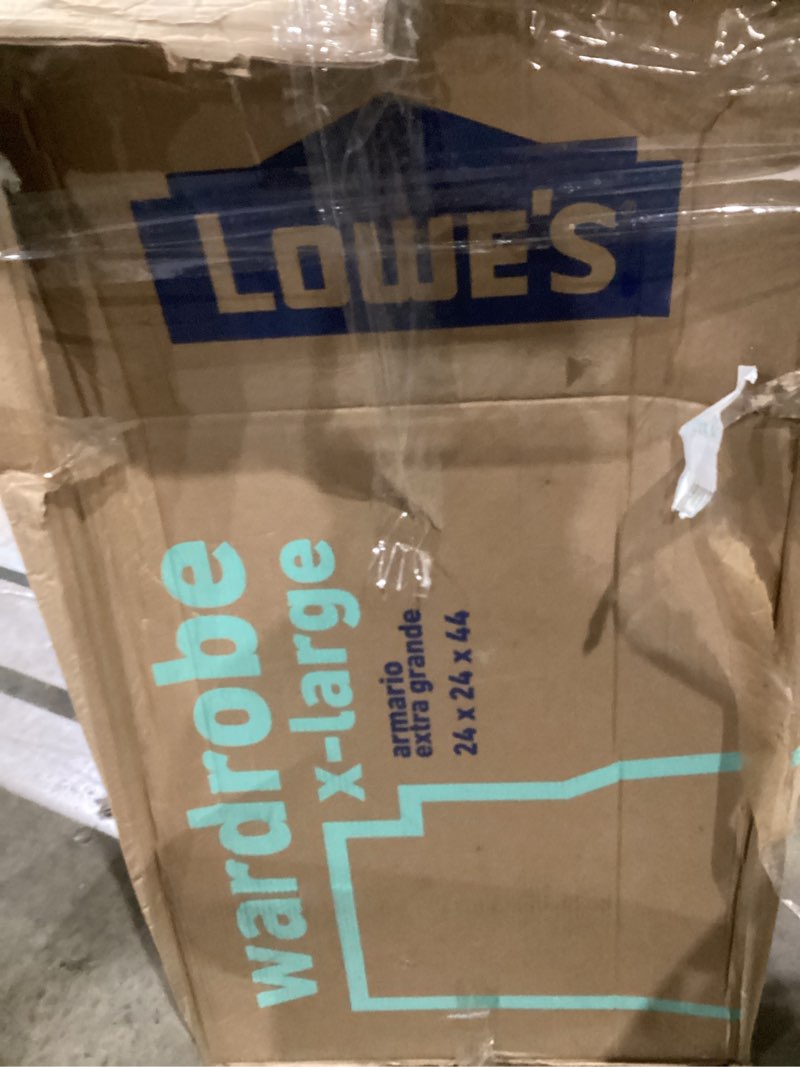 LOWE'S
wardrobe
x-large
armario
extra grande
24 x 24 x 44